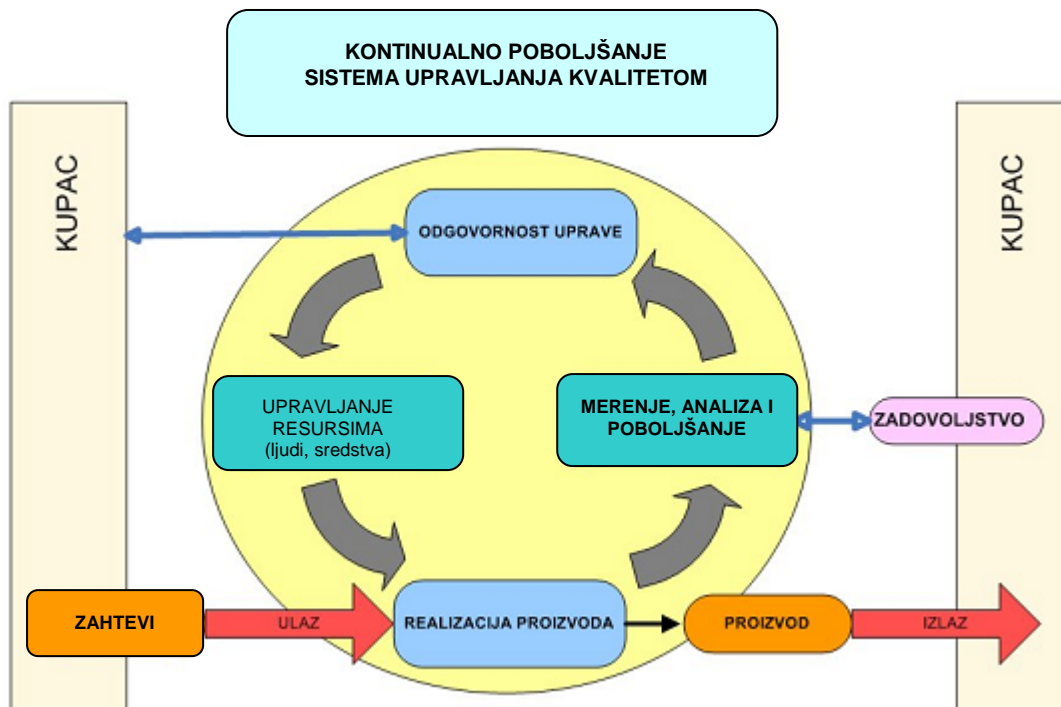 KONTINUALNO POBOLJŠANJE
SISTEMA UPRAVLJANJA KVALITETOM
KUPAC
KUPAC
ODGOVORNOST UPRAVE
UPRAVLJANJE
RESURSIMA
(ljudi, sredstva)
MERENJE, ANALIZA I
POBOLJŠANJE
ZADOVOLJSTVO
ZAHTEVI
ULAZ
REALIZACIJA PROIZVODA
PROIZVOD
IZLAZ